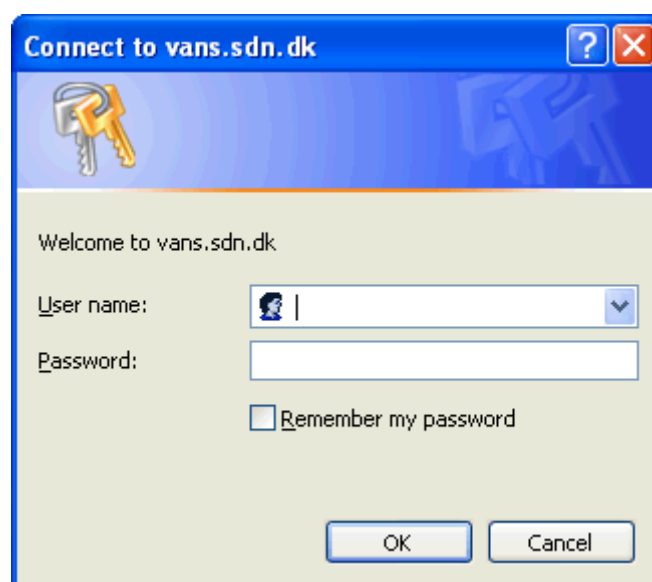 Connect to vans.sdn.dk
Welcome to vans.sdn.dk
User name:
Password:
Remember my password
OK Cancel